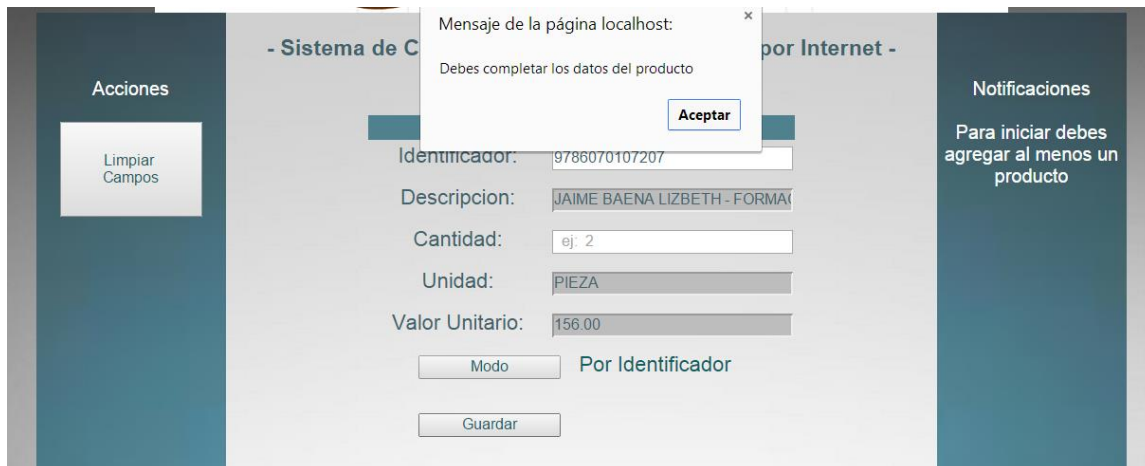 Mensaje de la página localhost:
×
- Sistema de C
por Internet -
Debes completar los datos del producto
Aceptar
Acciones
Limpiar
Campos
Identificador: 9786070107207
Descripcion: JAIME BAENA LIZBETH - FORMA
Cantidad: ej: 2
Unidad: PIEZA
Valor Unitario: 156.00
Modo Por Identificador
Guardar
Notificaciones
Para iniciar debes
agregar al menos un
producto